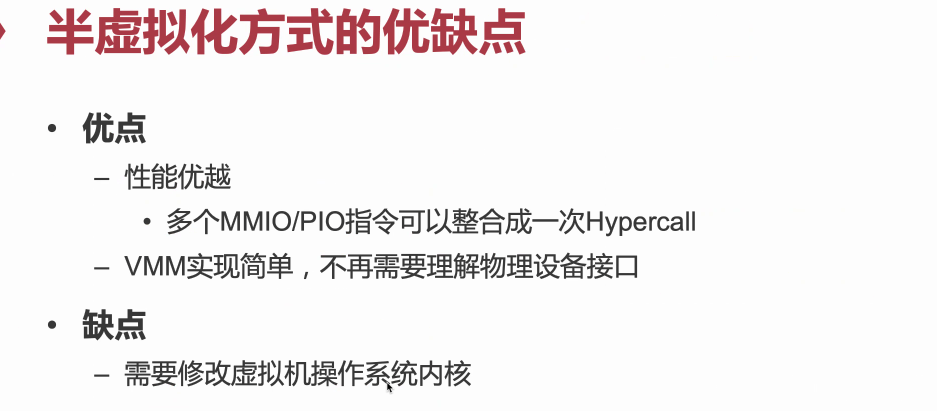 半虚拟化方式的优缺点
• 优点
– 性能优越
• 多个MMIO/PIO指令可以整合成一次Hypercall
– VMM实现简单，不再需要理解物理设备接口
• 缺点
– 需要修改虚拟机操作系统内核